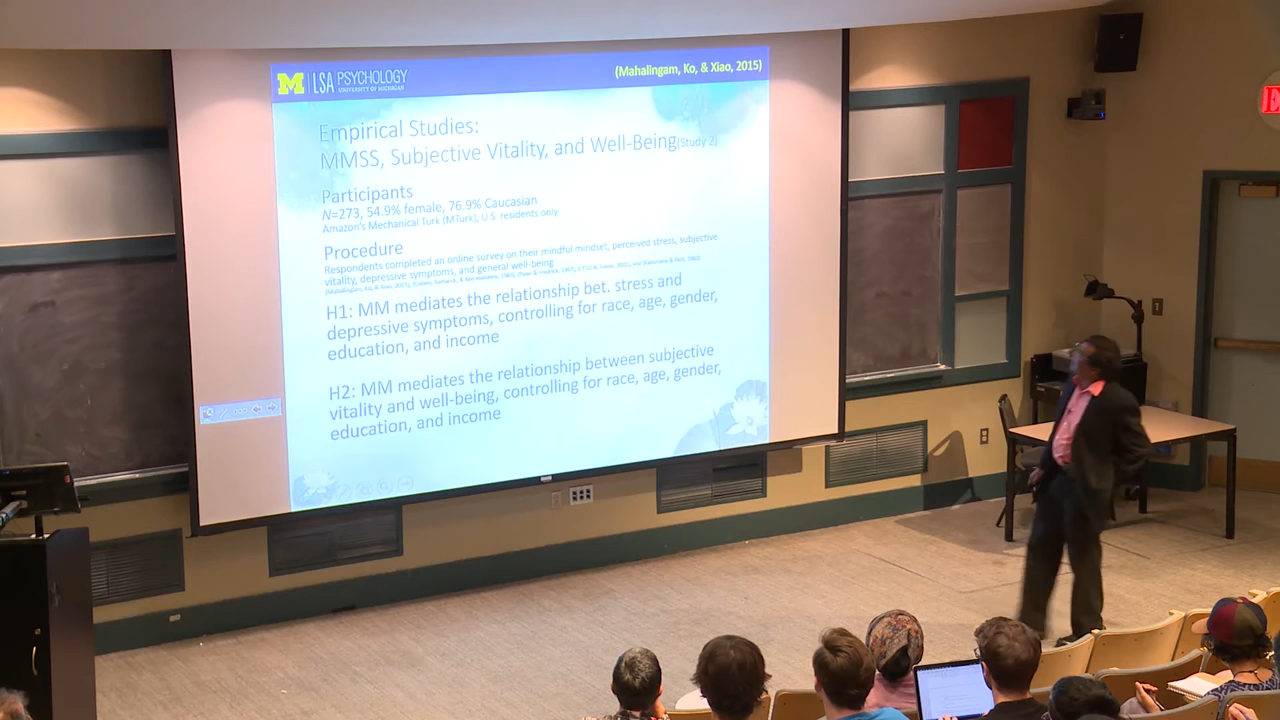 (Mahalingam, Ko, & Xiao, 2015)
M LSA PSYCHOLOGY
UNIVERSITY OF MICHIGAN
Empirical Studies:
MMSS, Subjective Vitality, and Well-Being(Study 2)
Participants
N=273, 54.9% female, 76.9% Caucasian
Amazon's Mechanical Turk (MTurk), U.S. residents only
Procedure
Respondents completed an online survey on their mindful mindset, perceived stress, subjective
vitality, depressive symptoms, and general well-being
(Mahalingam, Ko, & Xiao, 2015)
H1: MM mediates the relationship bet. stress and
depressive symptoms, controlling for race, age, gender,
education, and income
H2: MM mediates the relationship between subjective
vitality and well-being, controlling for race, age, gender,
education, and income